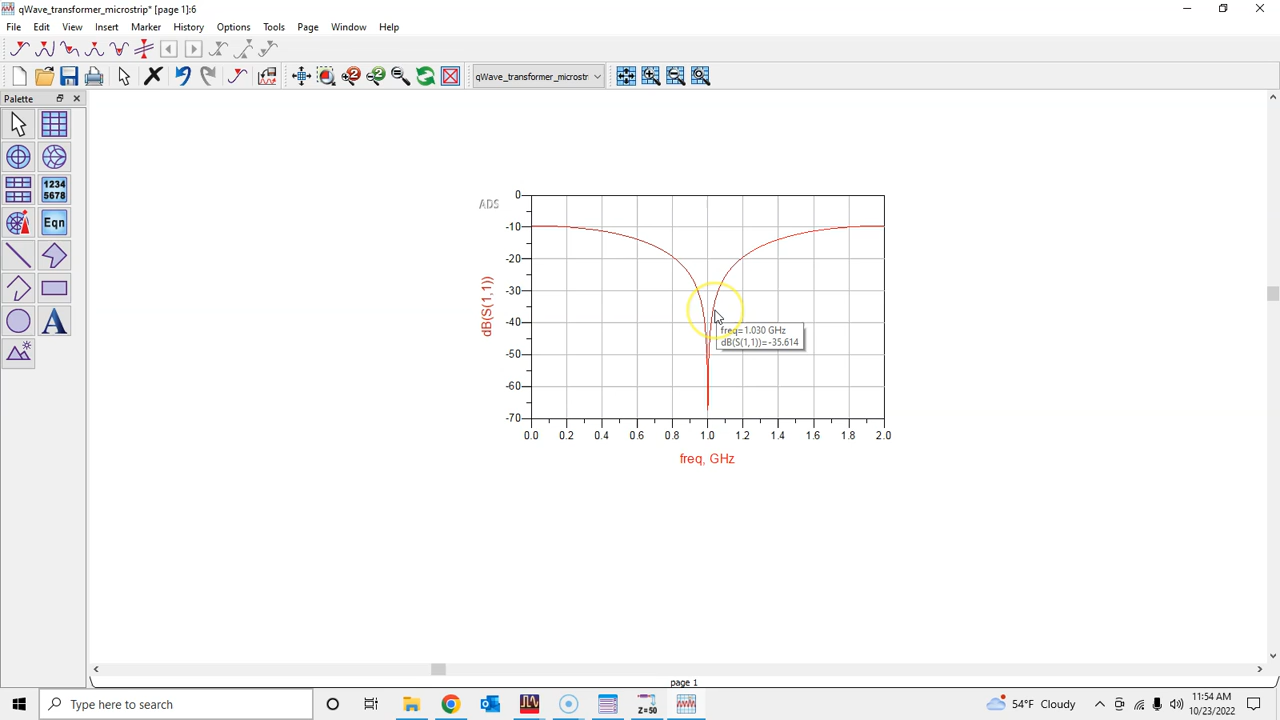 qWave_transformer_microstrip* [page 1]:6
File Edit View Insert Marker History Options Tools Page Window Help
qWave_transformer_microstr
Palette
1234
5678
Eqn
A
ADS
0
-10
-20
-30
-40
-50
-60
-70
dB(S(1,1))
freq=1.030 GHz
dB(S(1,1))=-35.614
0.0 0.2 0.4 0.6 0.8 1.0 1.2 1.4 1.6 1.8 2.0
freq, GHz
page 1
Type here to search
Z=50
54°F Cloudy
11:54 AM
10/23/2022